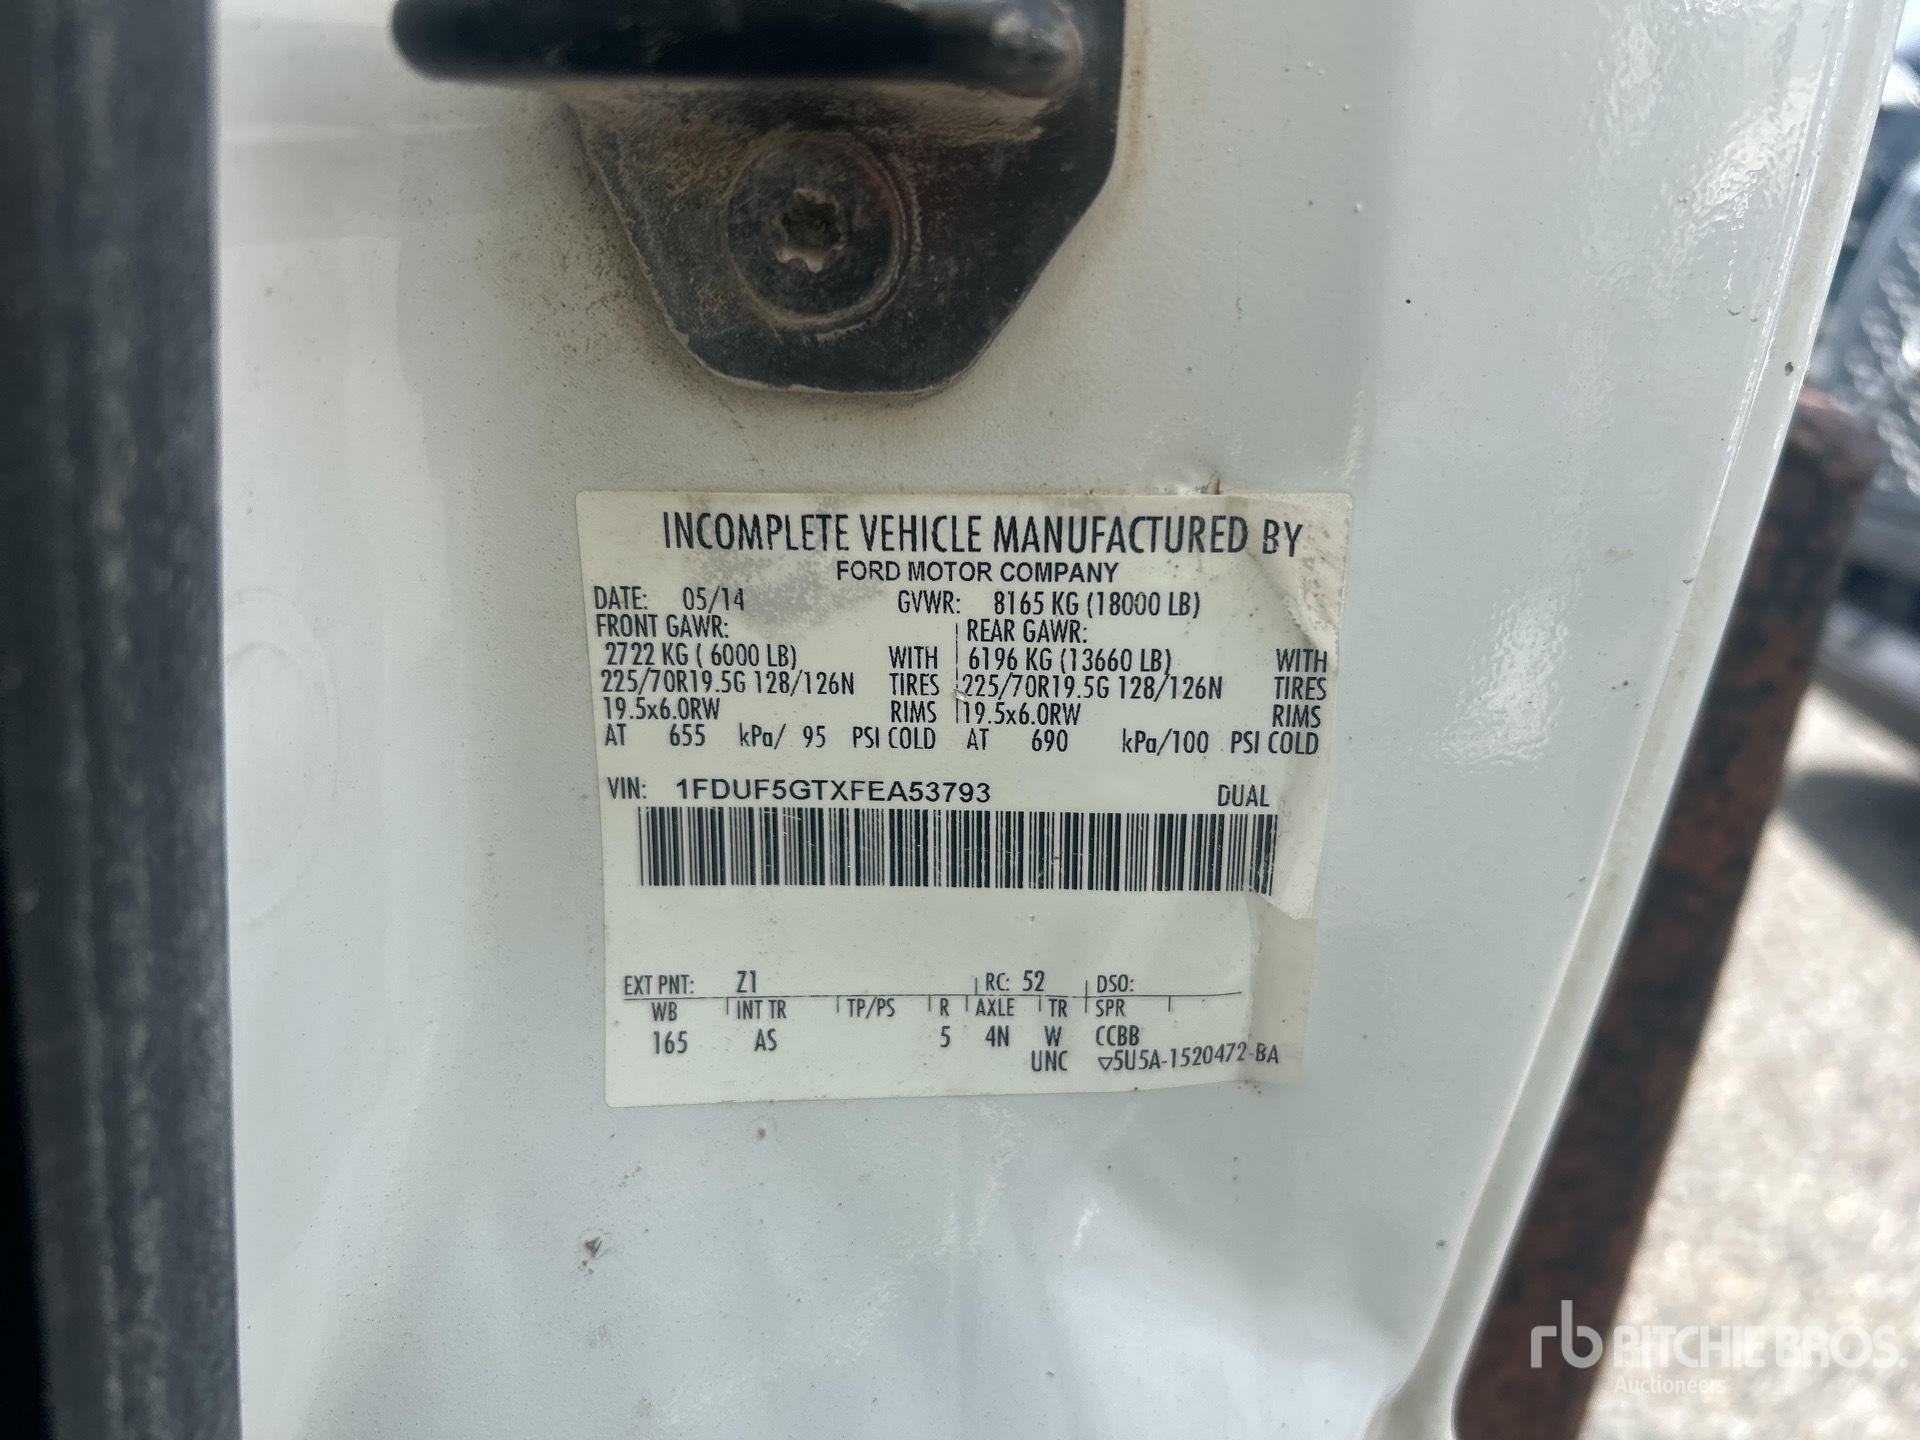 INCOMPLETE VEHICLE MANUFACTURED BY
FORD MOTOR COMPANY
DATE: 05/14 GVWR: 8165 KG (18000 LB)
FRONT GAWR: REAR GAWR:
2722 KG ( 6000 LB) WITH 6196 KG (13660 LB) WITH
225/70R19.5G 128/126N TIRES 225/70R19.5G 128/126N TIRES
19.5x6.0RW RIMS 19.5x6.0RW RIMS
AT 655 kPa/ 95 PSI COLD AT 690 kPa/100 PSI COLD
VIN: 1FDUF5GTXFEA53793 DUAL
EXT PNT: Z1 RC: 52 DSO:
WB INT TR TP/PS R AXLE TR SPR
165 AS 5 4N W CCBB
UNC ▽5U5A-1520472-BA
rb RITCHIE BROS.
Auctioneers